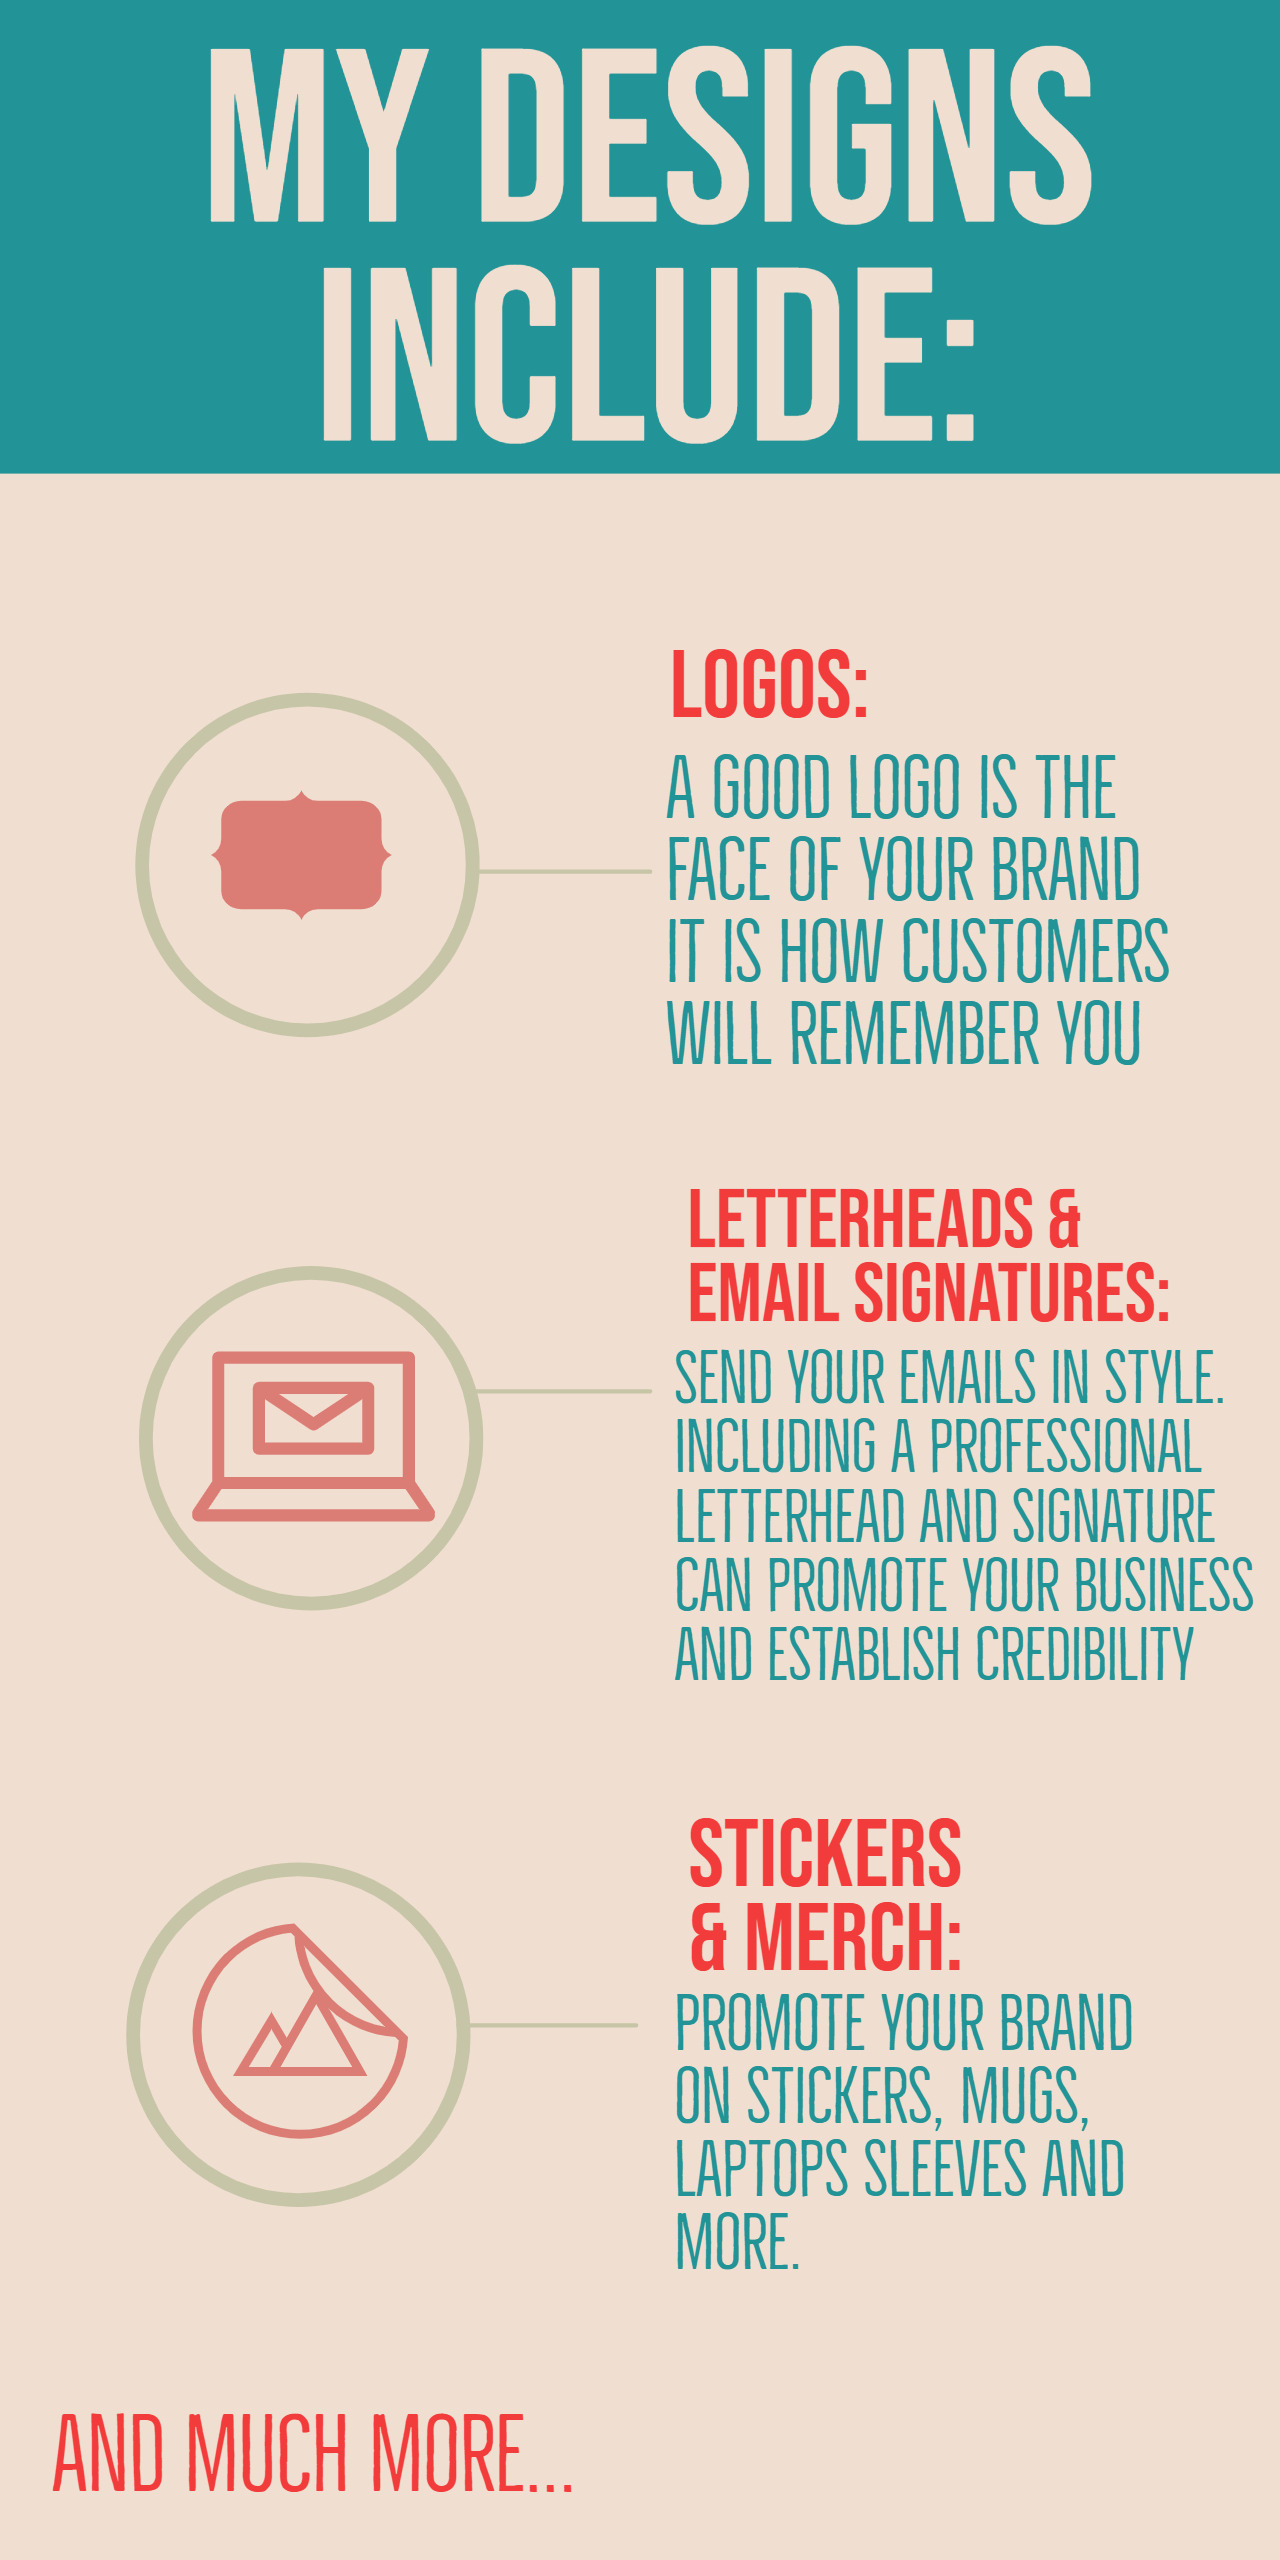 MY DESIGNS
INCLUDE:
LOGOS:
A GOOD LOGO IS THE
FACE OF YOUR BRAND
IT IS HOW CUSTOMERS
WILL REMEMBER YOU
LETTERHEADS &
EMAIL SIGNATURES:
SEND YOUR EMAILS IN STYLE.
INCLUDING A PROFESSIONAL
LETTERHEAD AND SIGNATURE
CAN PROMOTE YOUR BUSINESS
AND ESTABLISH CREDIBILITY
STICKERS
& MERCH:
PROMOTE YOUR BRAND
ON STICKERS, MUGS,
LAPTOPS SLEEVES AND
MORE.
AND MUCH MORE...